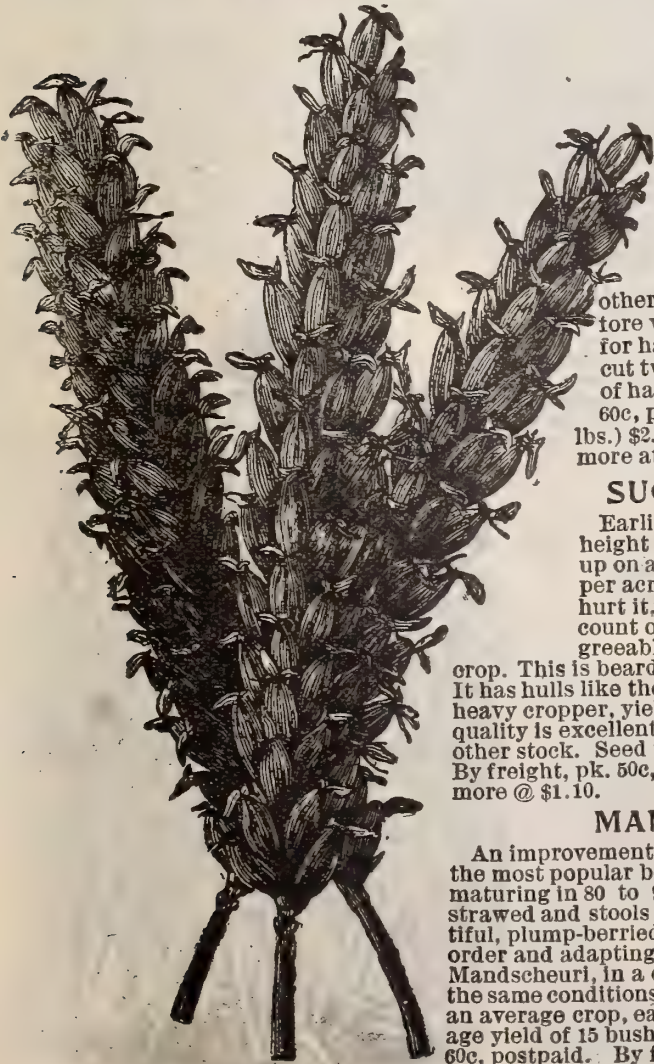 other
fore
for ha
cut tw
of ha
60c, p
lbs.) $2.
more at
SU
Earli
height
up on a
per acr
hurt it,
count o
greeabl
crop. This is beard
It has hulls like the
heavy cropper, yie
quality is excellent
other stock. Seed
By freight, pk. 50c,
more @ $1.10.
MAN
An improvement
the most popular b
maturing in 80 to
strawed and stools
tiful, plump-berried
order and adapting
Mandscheuri, in a
the same conditions
an average crop, ea
age yield of 15 bush
60c, postpaid. By f